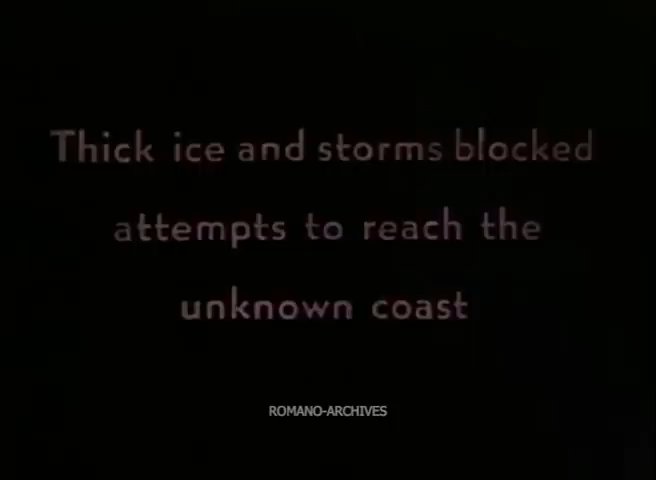 Thick ice and storms blocked
attempts to reach the
unknown coast
ROMANO-ARCHIVES